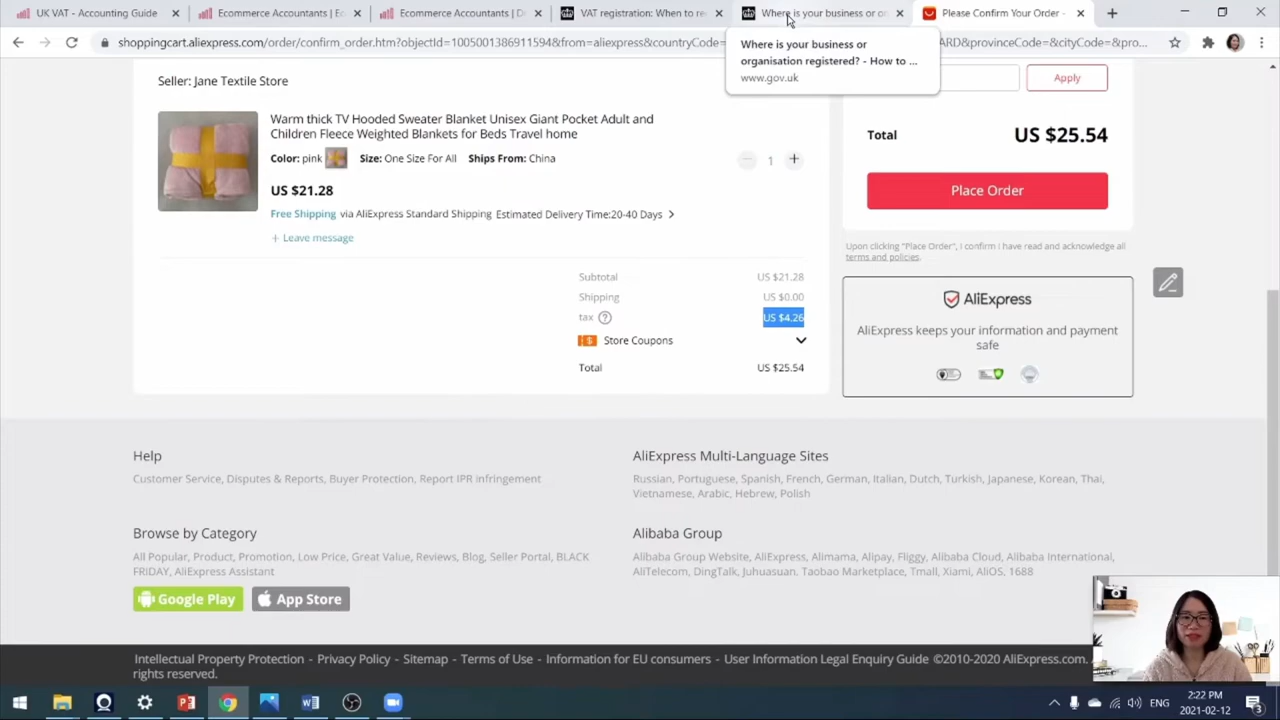 UK VAT - Accounting Guide
Ecommerce Accountants | Ec
Ecommerce Accountants | D
VAT registration: When to re
Where is your business or or
Please Confirm Your Order -
shoppingcart.aliexpress.com/order/confirm_order.htm?objectId=1005001386911594&from=aliexpress&countryCode=
ARD&provinceCode=&cityCode=&pro...
Where is your business or
organisation registered? - How to ...
www.gov.uk
Seller: Jane Textile Store
Apply
Warm thick TV Hooded Sweater Blanket Unisex Giant Pocket Adult and
Children Fleece Weighted Blankets for Beds Travel home
Color: pink Size: One Size For All Ships From: China
1
US $21.28
Free Shipping via AliExpress Standard Shipping Estimated Delivery Time:20-40 Days
+ Leave message
Subtotal US $21.28
Shipping US $0.00
tax US $4.26
Store Coupons
Total US $25.54
Total US $25.54
Place Order
Upon clicking "Place Order", I confirm I have read and acknowledge all
terms and policies.
AliExpress
AliExpress keeps your information and payment
safe
Help
Customer Service, Disputes & Reports, Buyer Protection, Report IPR infringement
AliExpress Multi-Language Sites
Russian, Portuguese, Spanish, French, German, Italian, Dutch, Turkish, Japanese, Korean, Thai,
Vietnamese, Arabic, Hebrew, Polish
Browse by Category
All Popular, Product, Promotion, Low Price, Great Value, Reviews, Blog, Seller Portal, BLACK
FRIDAY, AliExpress Assistant
Alibaba Group
Alibaba Group Website, AliExpress, Alimama, Alipay, Fliggy, Alibaba Cloud, Alibaba International,
AliTelecom, DingTalk, Juhuasuan, Taobao Marketplace, Tmall, Xiami, AliOS, 1688
Google Play
App Store
Intellectual Property Protection - Privacy Policy - Sitemap - Terms of Use - Information for EU consumers - User Information Legal Enquiry Guide ©2010-2020 AliExpress.com.
rights reserved.
ENG
2:22 PM
2021-02-12
3